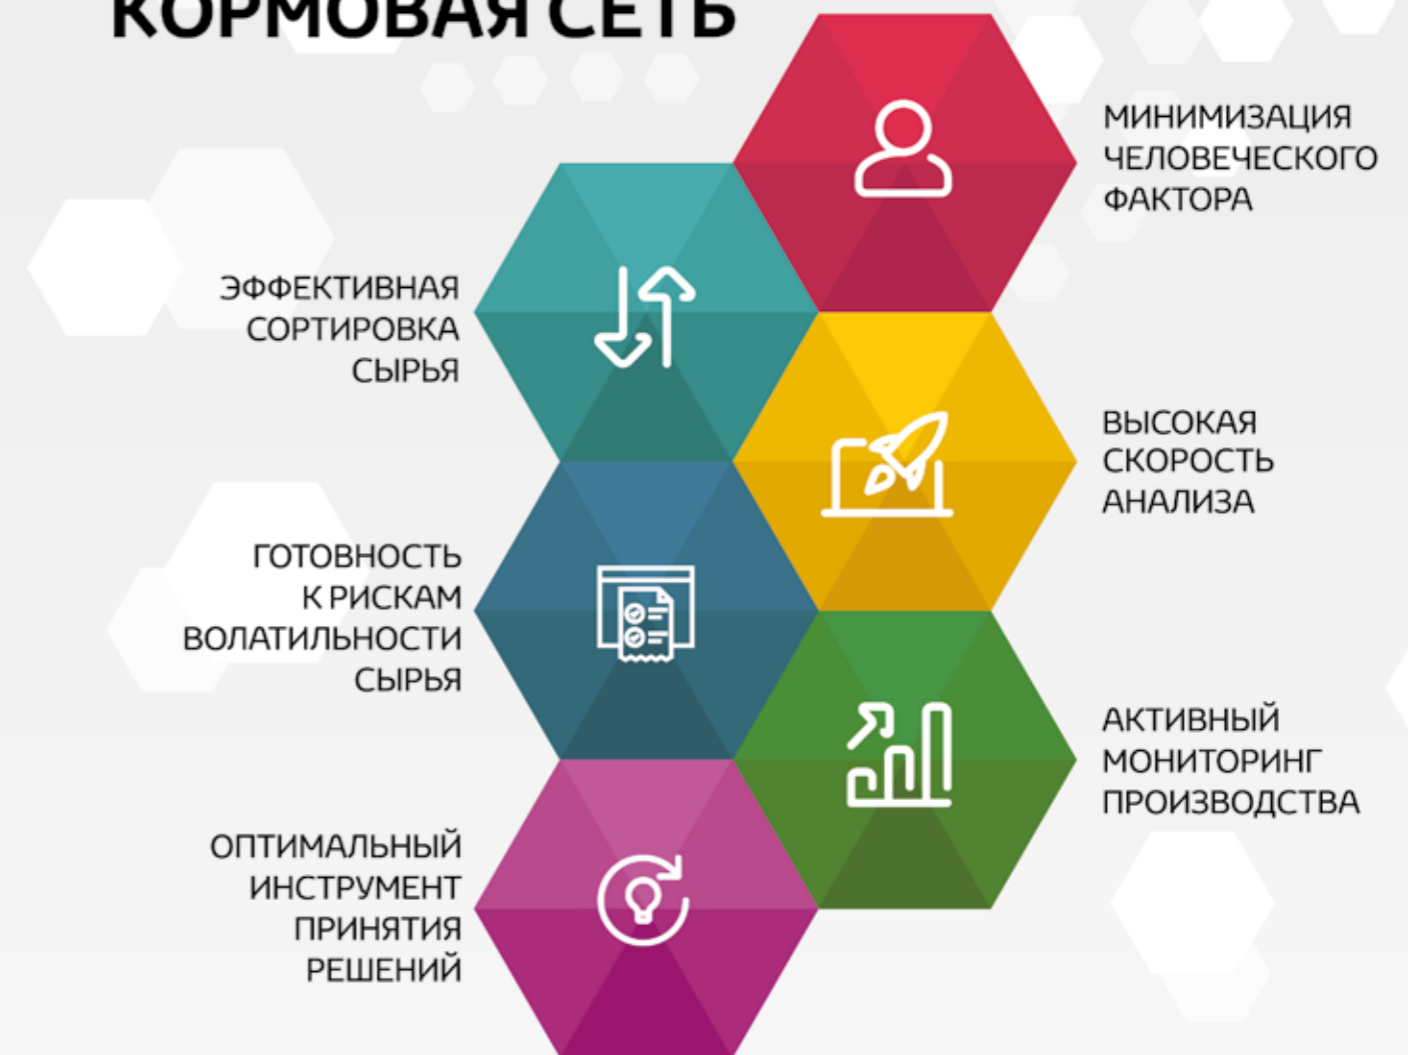 КОРМОВАЯ СЕТЬ
МИНИМИЗАЦИЯ
ЧЕЛОВЕЧЕСКОГО
ФАКТОРА
ЭФФЕКТИВНАЯ
СОРТИРОВКА
СЫРЬЯ
ВЫСОКАЯ
СКОРОСТЬ
АНАЛИЗА
ГОТОВНОСТЬ
К РИСКАМ
ВОЛАТИЛЬНОСТИ
СЫРЬЯ
АКТИВНЫЙ
МОНИТОРИНГ
ПРОИЗВОДСТВА
ОПТИМАЛЬНЫЙ
ИНСТРУМЕНТ
ПРИНЯТИЯ
РЕШЕНИЙ